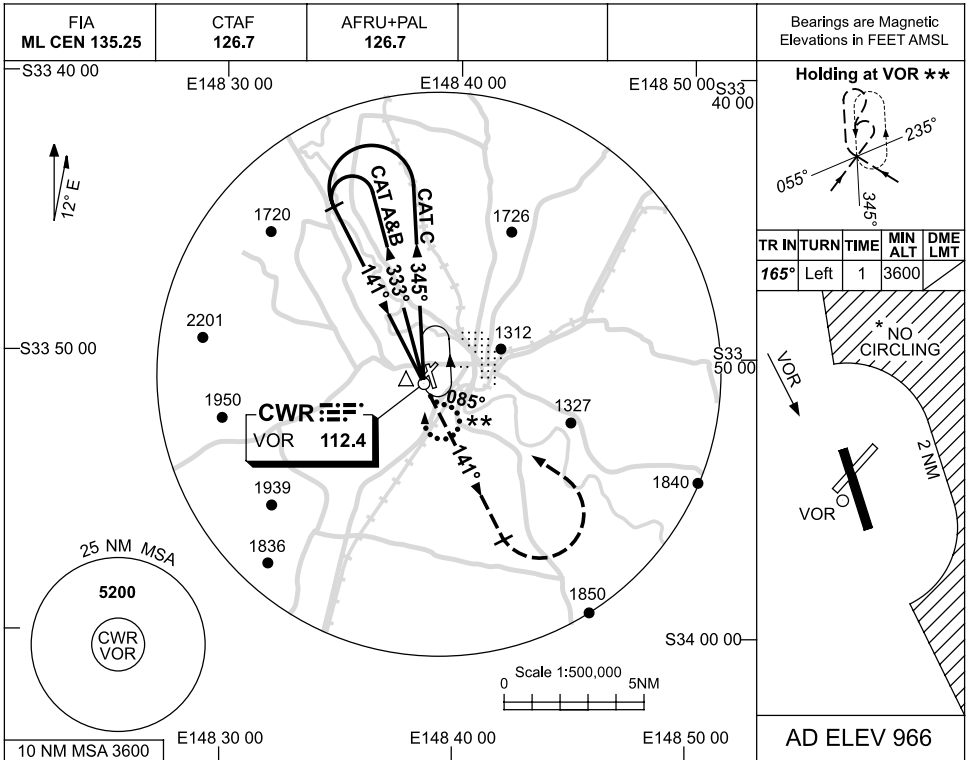 FIA
ML CEN 135.25
CTAF
126.7
AFRU+PAL
126.7
Bearings are Magnetic
Elevations in FEET AMSL
S33 40 00
E148 30 00
E148 40 00
E148 50 00
S33
40 00
12° E
1720
CAT A&B
CAT C
1726
141°
333°
345°
2201
1312
S33 50 00
S33
50 00
085°
**
1950
CWR
VOR 112.4
1327
141°
1939
1840
1836
1850
25 NM MSA
5200
CWR
VOR
S34 00 00
Scale 1:500,000
0 5NM
10 NM MSA 3600
E148 30 00
E148 40 00
E148 50 00
Holding at VOR **
235°
055°
345°
TR IN TURN TIME MIN ALT DME LMT
165° Left 1 3600
* NO
CIRCLING
VOR
2 NM
VOR
AD ELEV 966